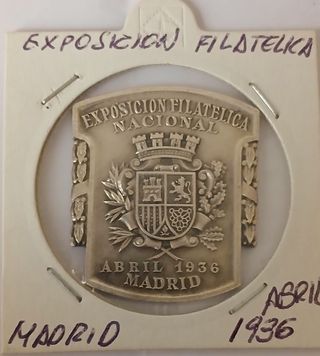 EXPOSICION FILATELICA
EXPOSICION FILATELICA
NACIONAL
ABRIL 1936
MADRID
MADRID
ABRIL
1936